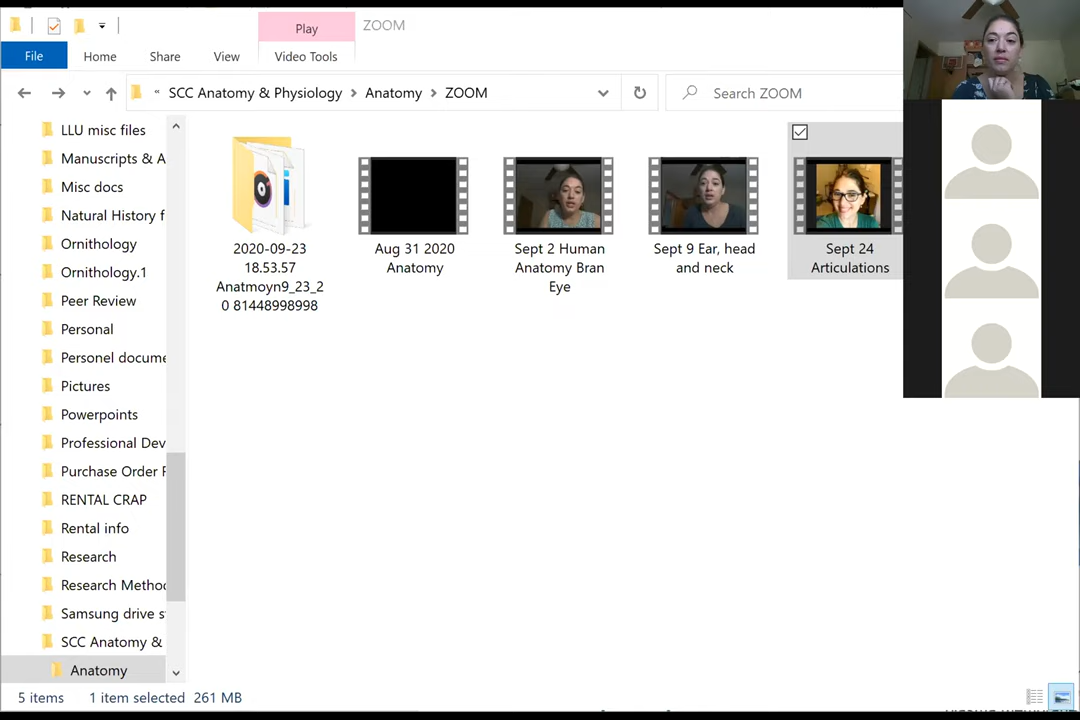 Play
ZOOM
File
Home
Share
View
Video Tools
« SCC Anatomy & Physiology > Anatomy > ZOOM
Search ZOOM
LLU misc files
Manuscripts & A
Misc docs
Natural History f
Ornithology
Ornithology.1
Peer Review
Personal
Personel docume
Pictures
Powerpoints
Professional Dev
Purchase Order F
RENTAL CRAP
Rental info
Research
Research Method
Samsung drive s
SCC Anatomy &
Anatomy
2020-09-23
18.53.57
Anatmoyn9_23_2
0 81448998998
Aug 31 2020
Anatomy
Sept 2 Human
Anatomy Bran
Eye
Sept 9 Ear, head
and neck
Sept 24
Articulations
5 items
1 item selected
261 MB